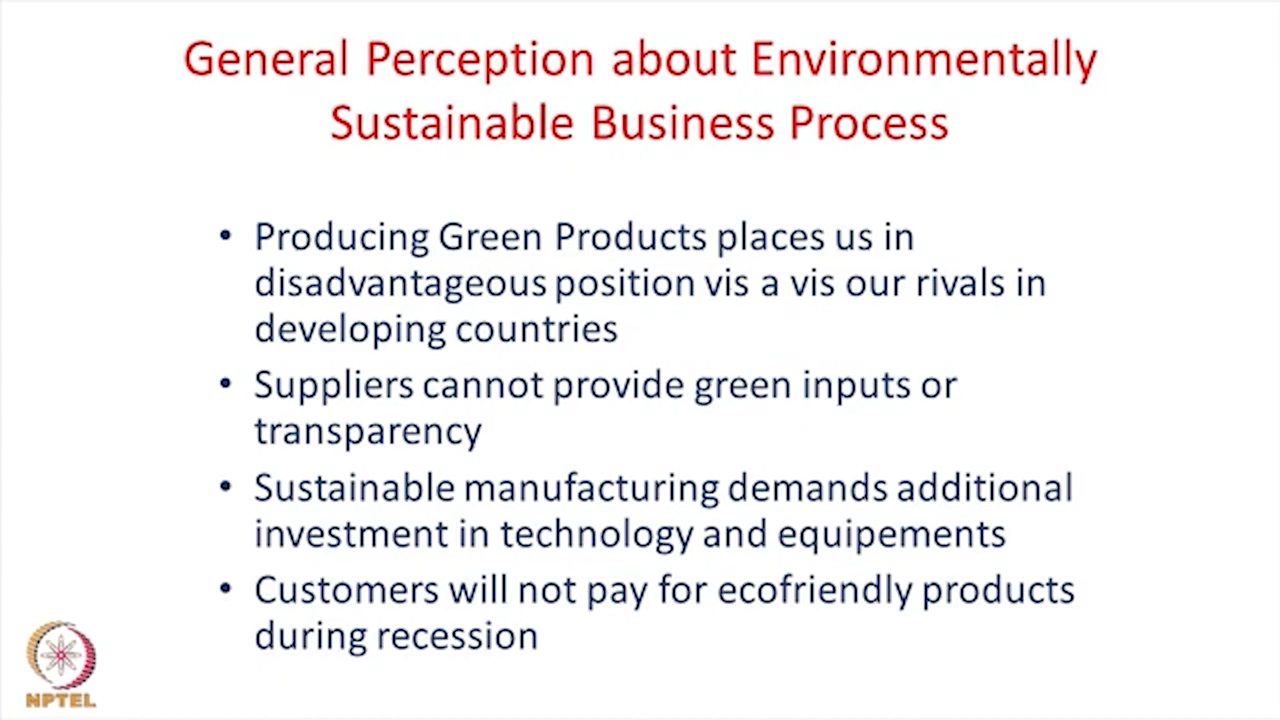 General Perception about Environmentally
Sustainable Business Process
• Producing Green Products places us in
disadvantageous position vis a vis our rivals in
developing countries
• Suppliers cannot provide green inputs or
transparency
• Sustainable manufacturing demands additional
investment in technology and equipements
• Customers will not pay for ecofriendly products
during recession
NPTEL